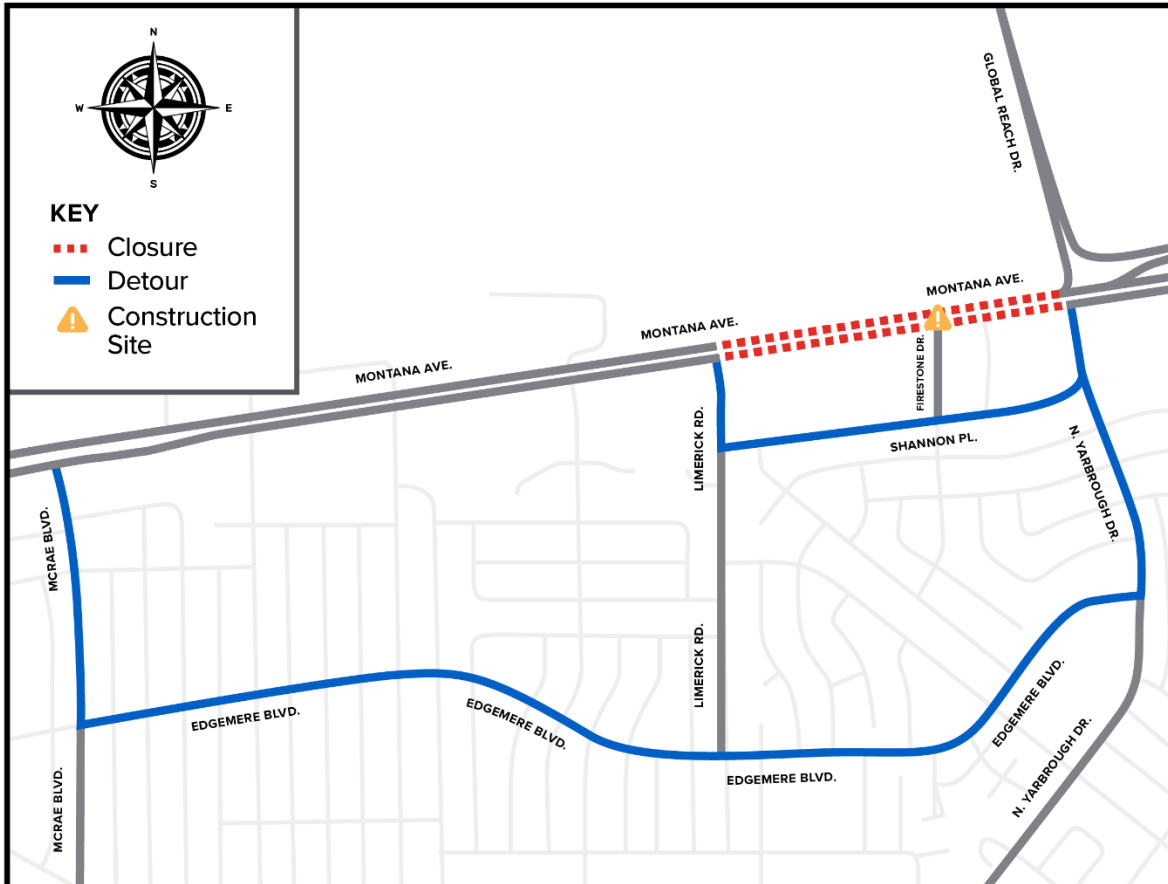 N
W
E
S
KEY
Closure
Detour
Construction
Site
GLOBAL REACH DR.
MONTANA AVE.
MONTANA AVE.
MONTANA AVE.
FIRESTONE DR.
LIMERICK RD.
SHANNON PL.
N. YARBROUGH DR.
MCRAE BLVD.
LIMERICK RD.
EDGEMERE BLVD.
EDGEMERE BLVD.
EDGEMERE BLVD.
EDGEMERE BLVD.
N. YARBROUGH DR.
MCRAE BLVD.